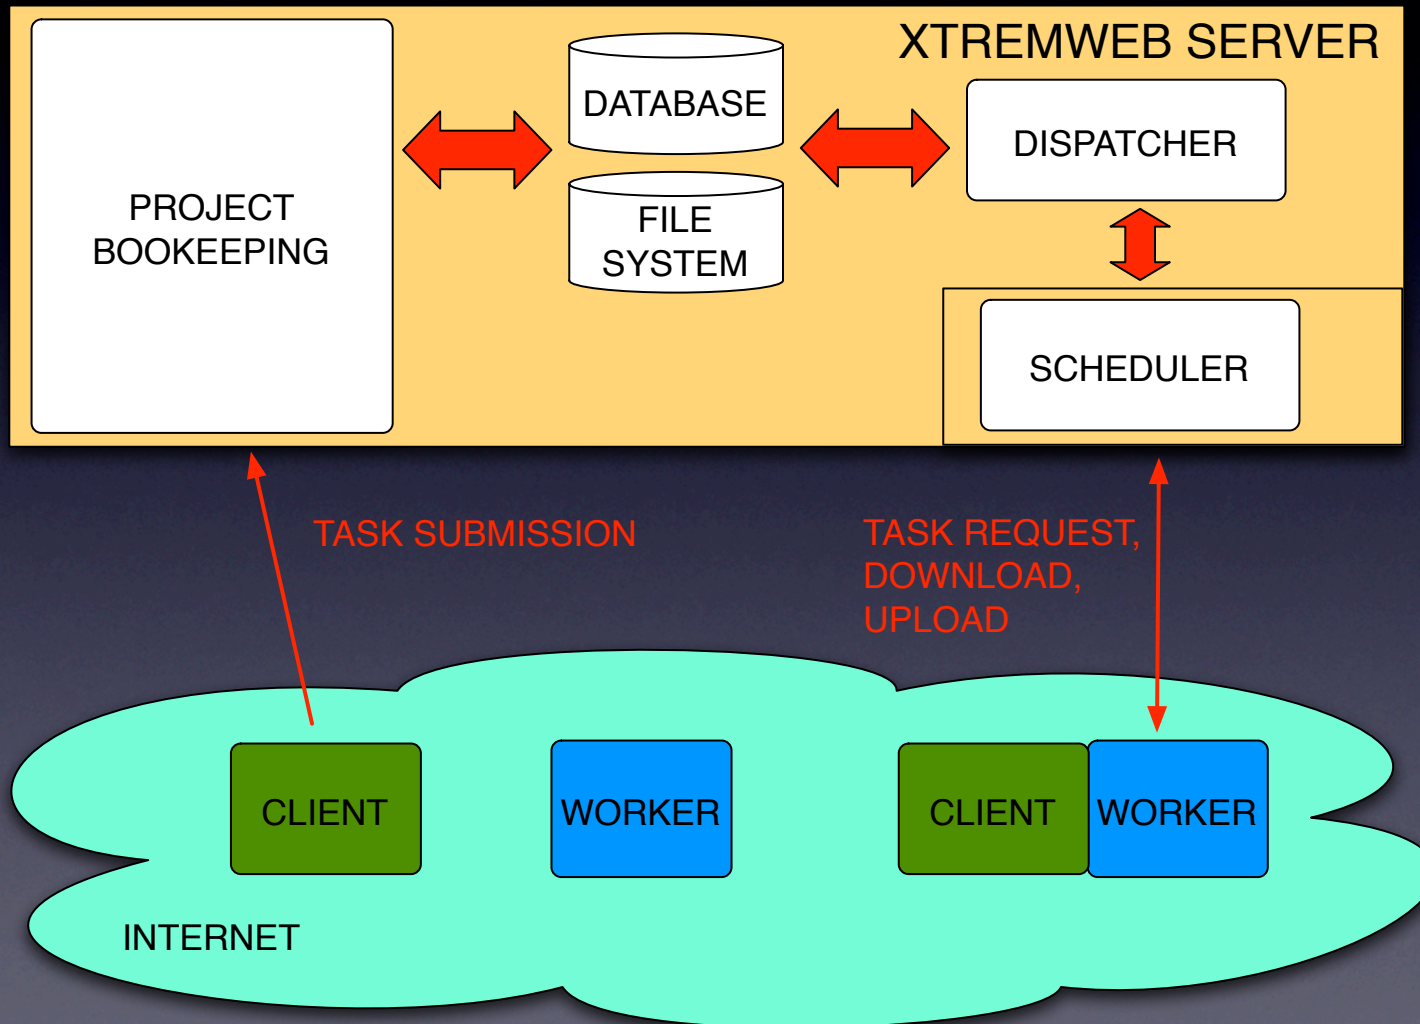 XTREMWEB SERVER
PROJECT
BOOKEEPING
DATABASE
FILE
SYSTEM
DISPATCHER
SCHEDULER
TASK SUBMISSION
TASK REQUEST,
DOWNLOAD,
UPLOAD
CLIENT
WORKER
CLIENT
WORKER
INTERNET